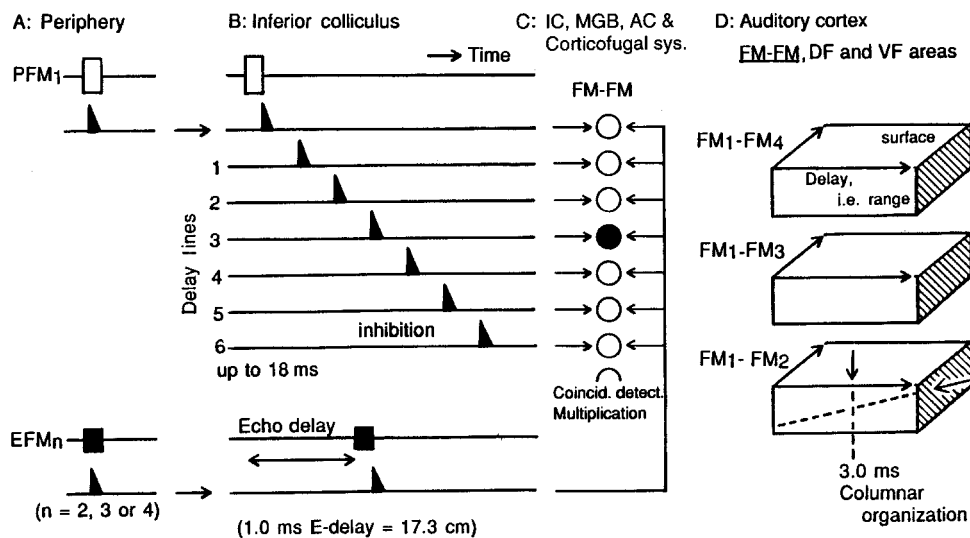 A: Periphery
PFM1
EFMn
(n = 2, 3 or 4)
B: Inferior colliculus
Time
Delay lines
1
2
3
4
5
6
inhibition
up to 18 ms
Echo delay
(1.0 ms E-delay = 17.3 cm)
C: IC, MGB, AC &
Corticofugal sys.
FM-FM
Coincid. detect.
Multiplication
D: Auditory cortex
FM-FM, DF and VF areas
FM1-FM4
surface
Delay,
i.e. range
FM1-FM3
FM1- FM2
3.0 ms
Columnar
organization